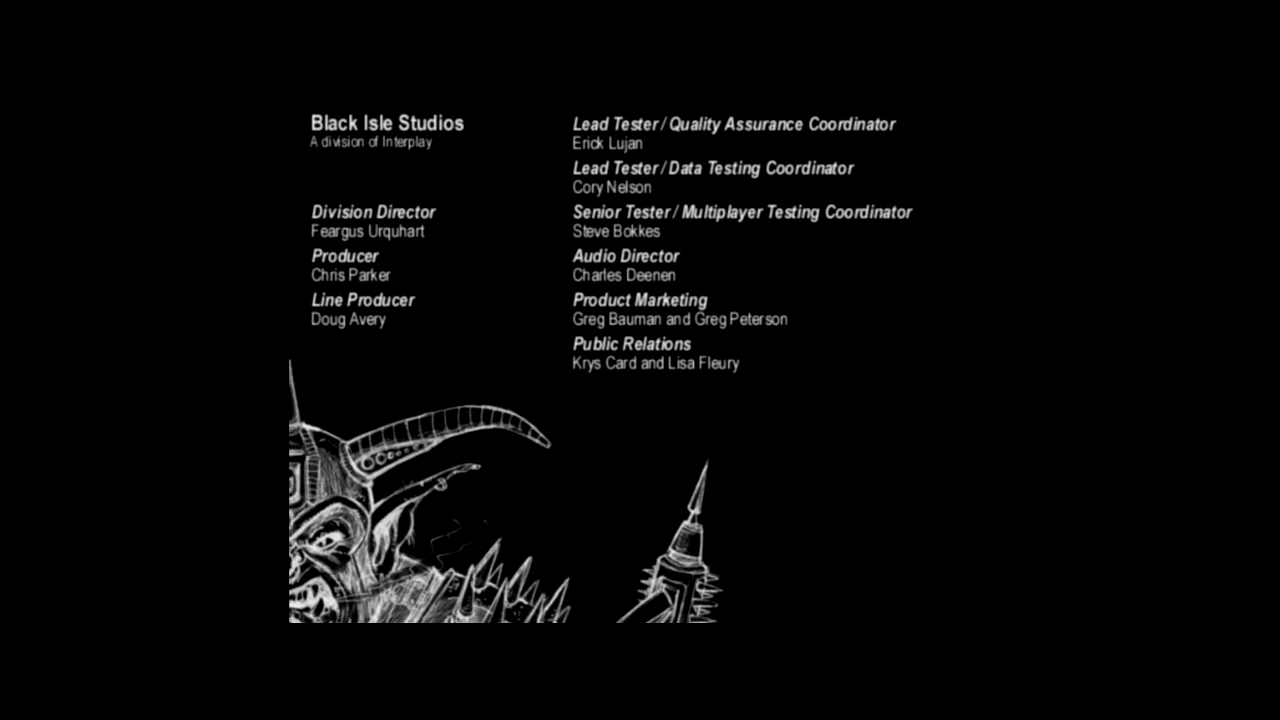 Black Isle Studios
A division of Interplay
Division Director
Feargus Urquhart
Producer
Chris Parker
Line Producer
Doug Avery
Lead Tester / Quality Assurance Coordinator
Erick Lujan
Lead Tester / Data Testing Coordinator
Cory Nelson
Senior Tester / Multiplayer Testing Coordinator
Steve Bokkes
Audio Director
Charles Deenen
Product Marketing
Greg Bauman and Greg Peterson
Public Relations
Krys Card and Lisa Fleury